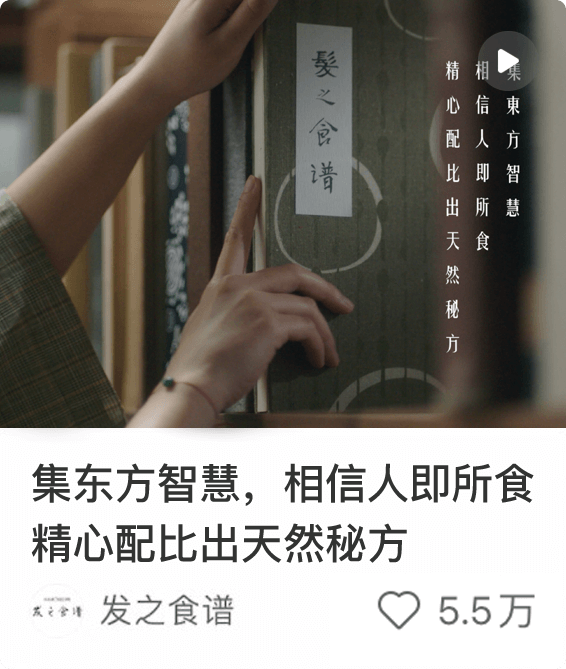 髮之食谱
集東方智慧
相信人即所食
精心配比出天然秘方
集东方智慧，相信人即所食
精心配比出天然秘方
发之食谱
发之食谱
5.5万